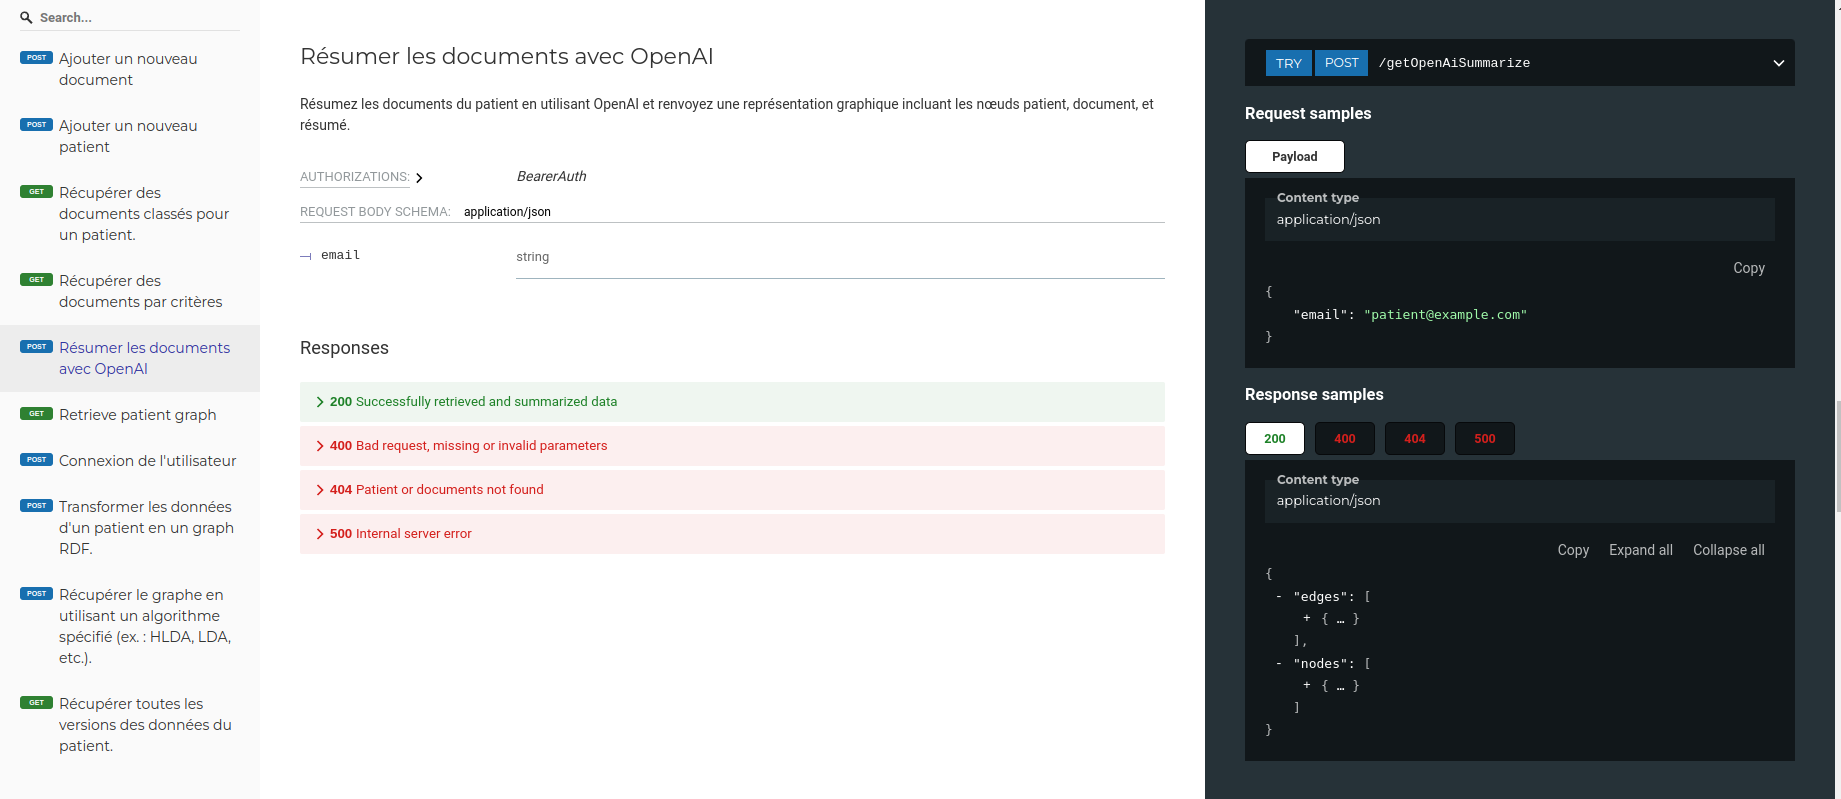 Search...
POST Ajouter un nouveau
document
POST Ajouter un nouveau
patient
GET Récupérer des
documents classés pour
un patient.
GET Récupérer des
documents par critères
POST Résumer les documents
avec OpenAI
GET Retrieve patient graph
POST Connexion de l'utilisateur
POST Transformer les données
d'un patient en un graph
RDF.
POST Récupérer le graphe en
utilisant un algorithme
spécifié (ex. : HLDA, LDA,
etc.).
GET Récupérer toutes les
versions des données du
patient.
Résumer les documents avec OpenAI
Résumez les documents du patient en utilisant OpenAI et renvoyez une représentation graphique incluant les nœuds patient, document, et
résumé.
AUTHORIZATIONS: BearerAuth
REQUEST BODY SCHEMA: application/json
email string
Responses
200 Successfully retrieved and summarized data
400 Bad request, missing or invalid parameters
404 Patient or documents not found
500 Internal server error
TRY POST /getOpenAiSummarize
Request samples
Payload
Content type
application/json
Copy
{
"email": "patient@example.com"
}
Response samples
200 400 404 500
Content type
application/json
Copy Expand all Collapse all
{
- "edges": [
+ { … }
],
- "nodes": [
+ { … }
]
}